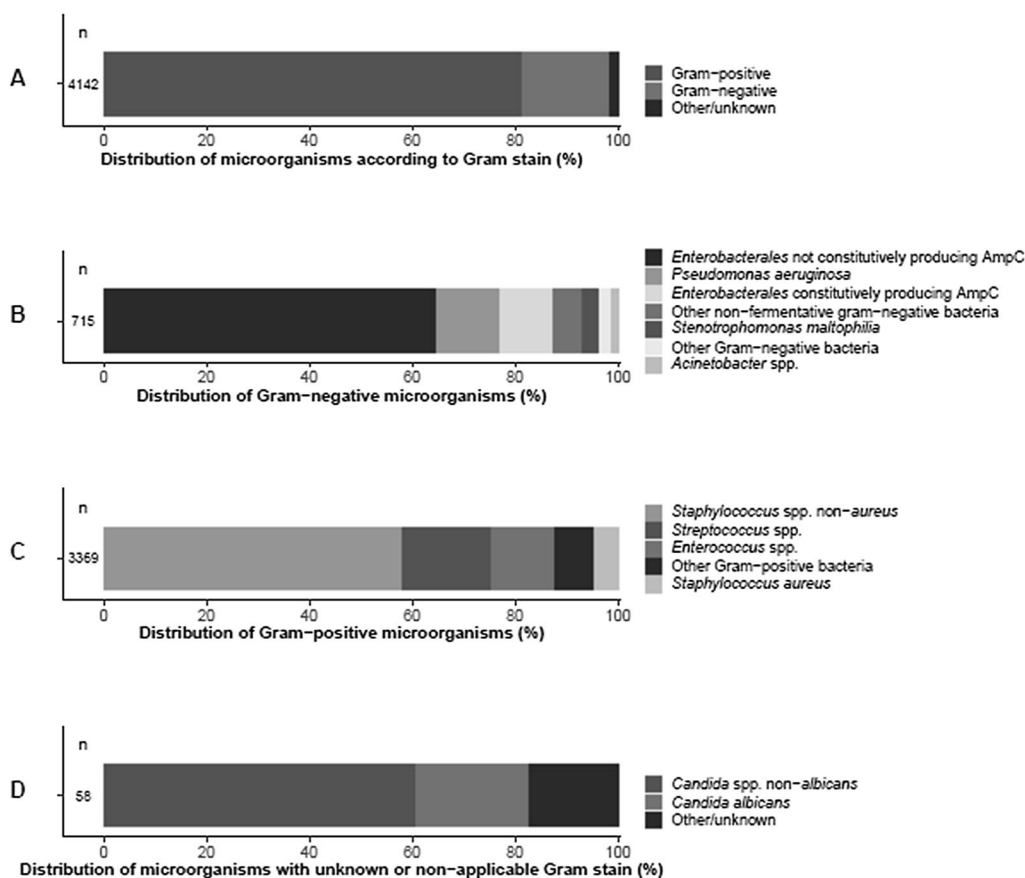 A
n
4142
0 20 40 60 80 100
Distribution of microorganisms according to Gram stain (%)
Gram−positive
Gram−negative
Other/unknown
B
n
715
0 20 40 60 80 100
Distribution of Gram−negative microorganisms (%)
Enterobacterales not constitutively producing AmpC
Pseudomonas aeruginosa
Enterobacterales constitutively producing AmpC
Other non−fermentative gram−negative bacteria
Stenotrophomonas maltophilia
Other Gram−negative bacteria
Acinetobacter spp.
C
n
3369
0 20 40 60 80 100
Distribution of Gram−positive microorganisms (%)
Staphylococcus spp. non−aureus
Streptococcus spp.
Enterococcus spp.
Other Gram−positive bacteria
Staphylococcus aureus
D
n
58
0 20 40 60 80 100
Distribution of microorganisms with unknown or non−applicable Gram stain (%)
Candida spp. non−albicans
Candida albicans
Other/unknown